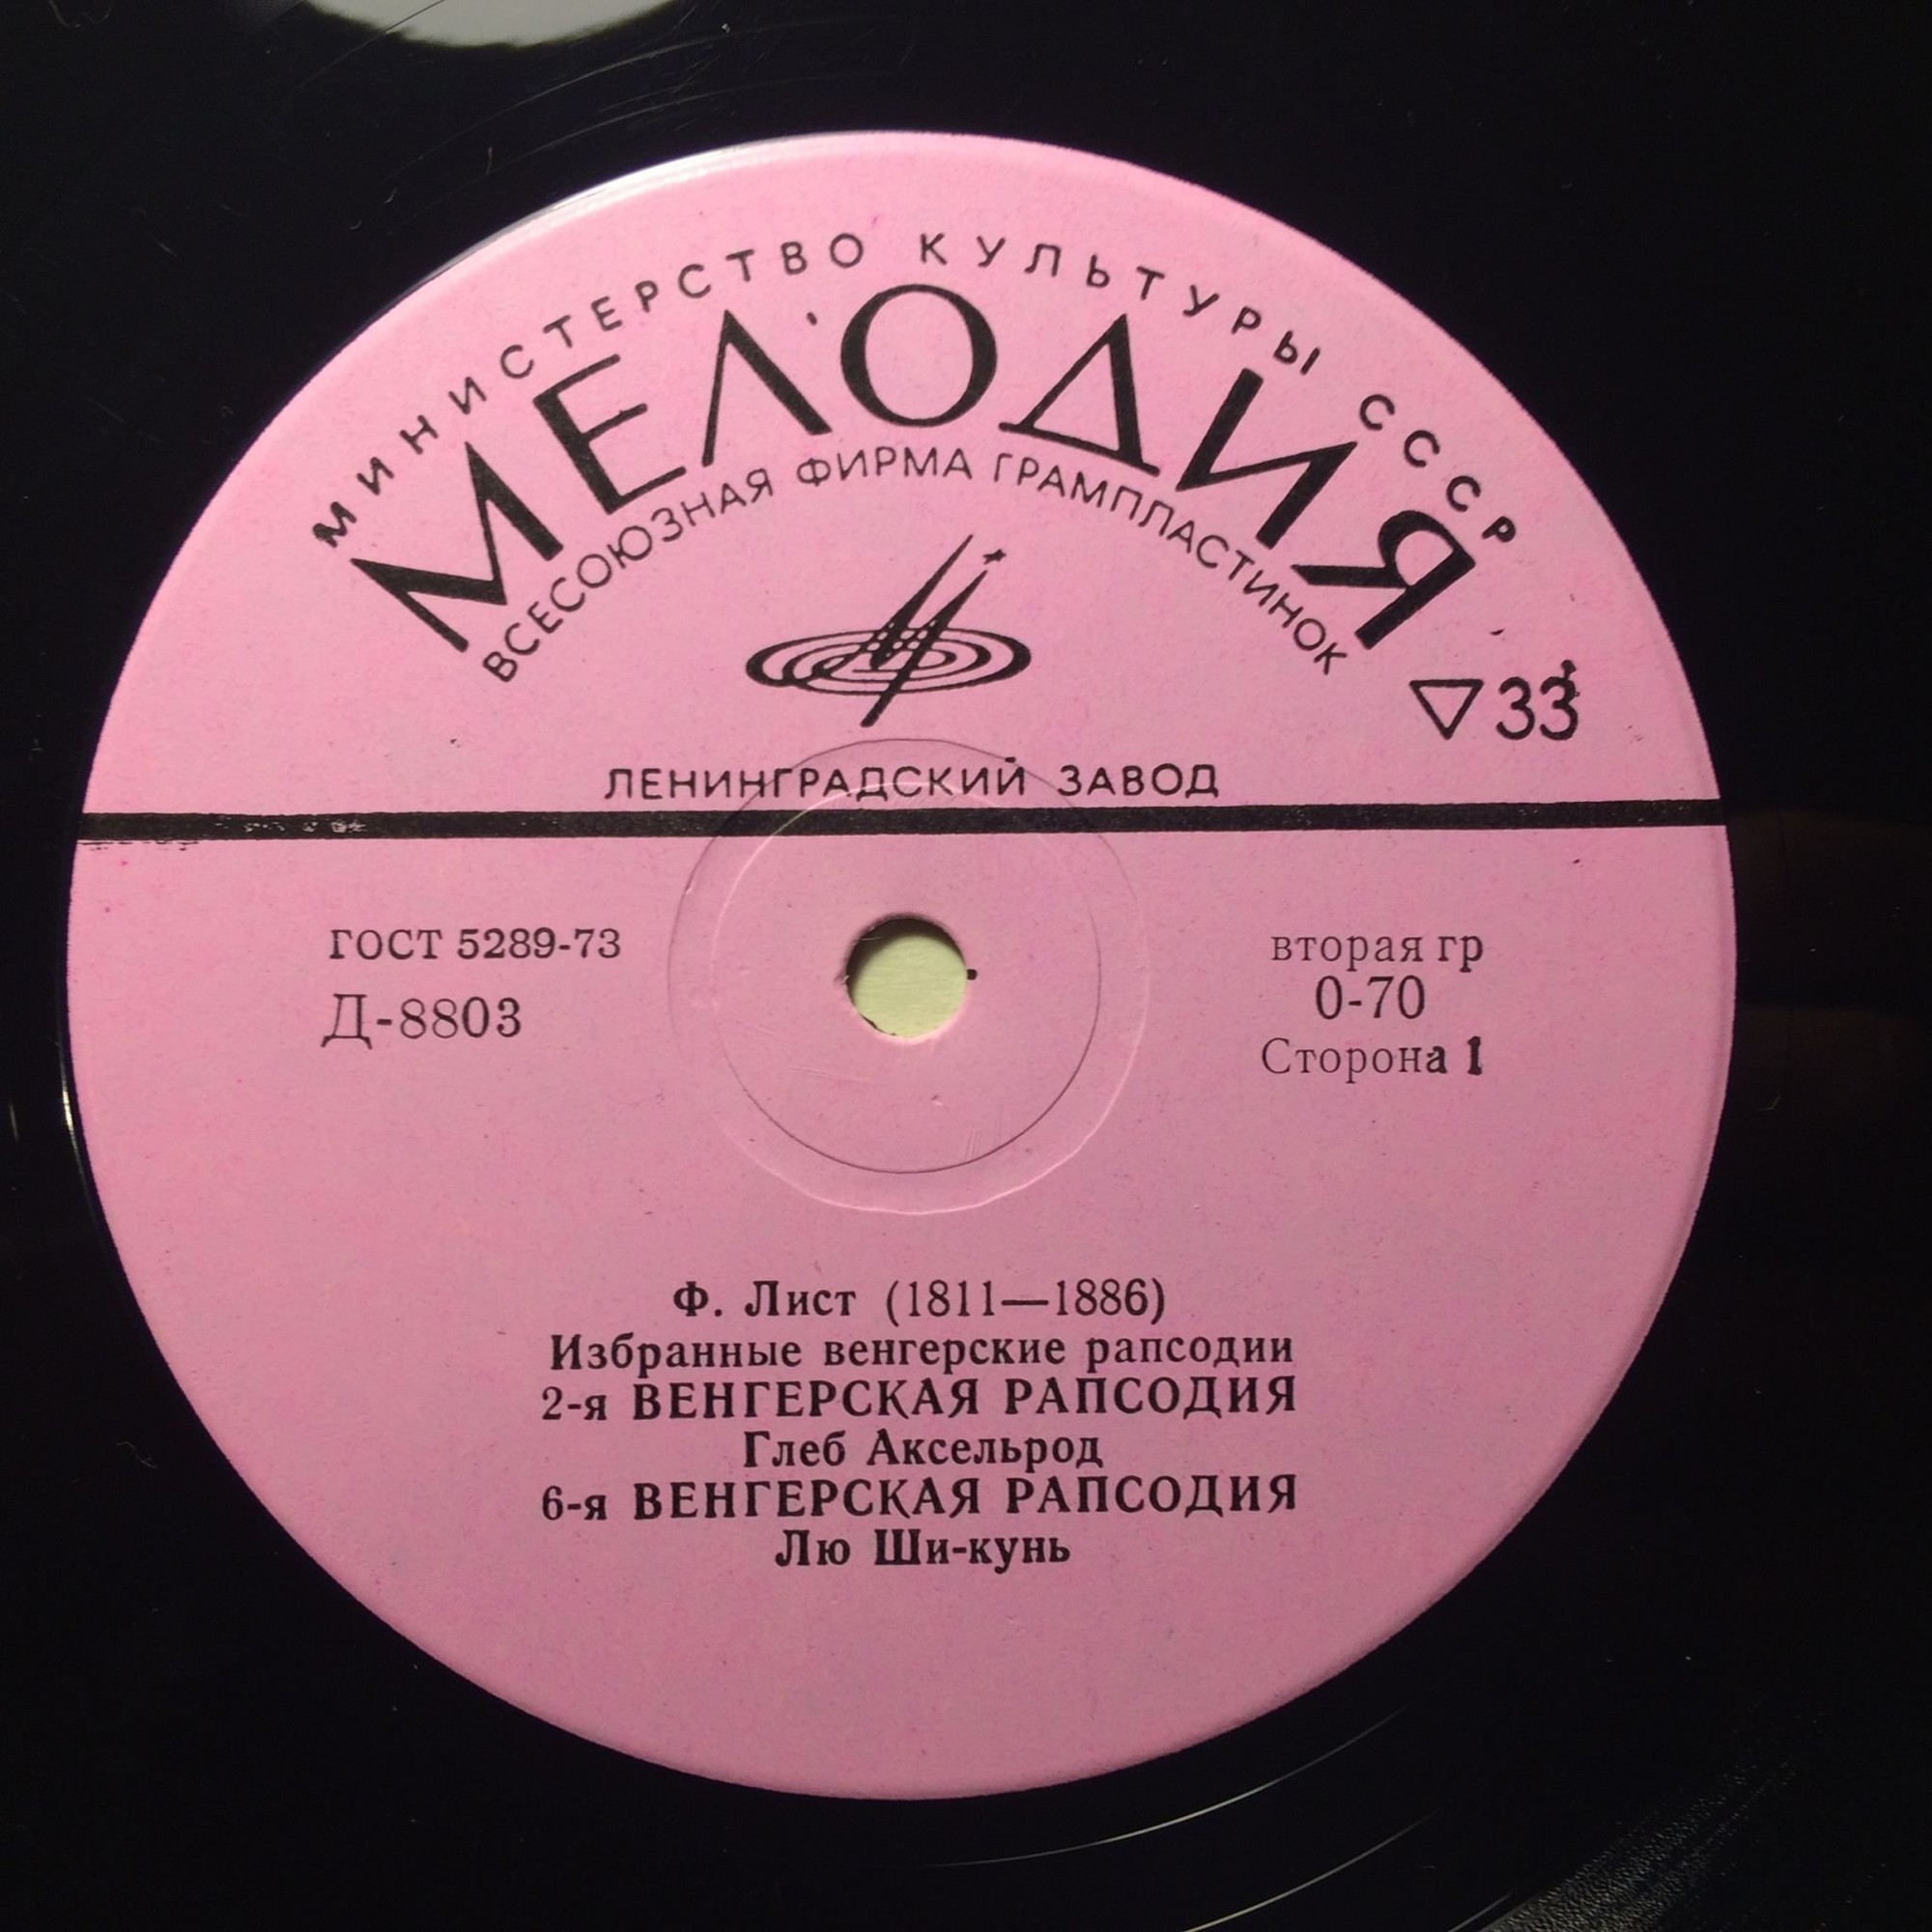 МИНИСТЕРСТВО КУЛЬТУРЫ СССР
МЕЛОДИЯ
ВСЕСОЮЗНАЯ ФИРМА ГРАМПЛАСТИНОК
▽33
ЛЕНИНГРАДСКИЙ ЗАВОД
ГОСТ 5289-73
Д-8803
вторая гр
0-70
Сторона 1
Ф. Лист (1811—1886)
Избранные венгерские рапсодии
2-я ВЕНГЕРСКАЯ РАПСОДИЯ
Глеб Аксельрод
6-я ВЕНГЕРСКАЯ РАПСОДИЯ
Лю Ши-кунь